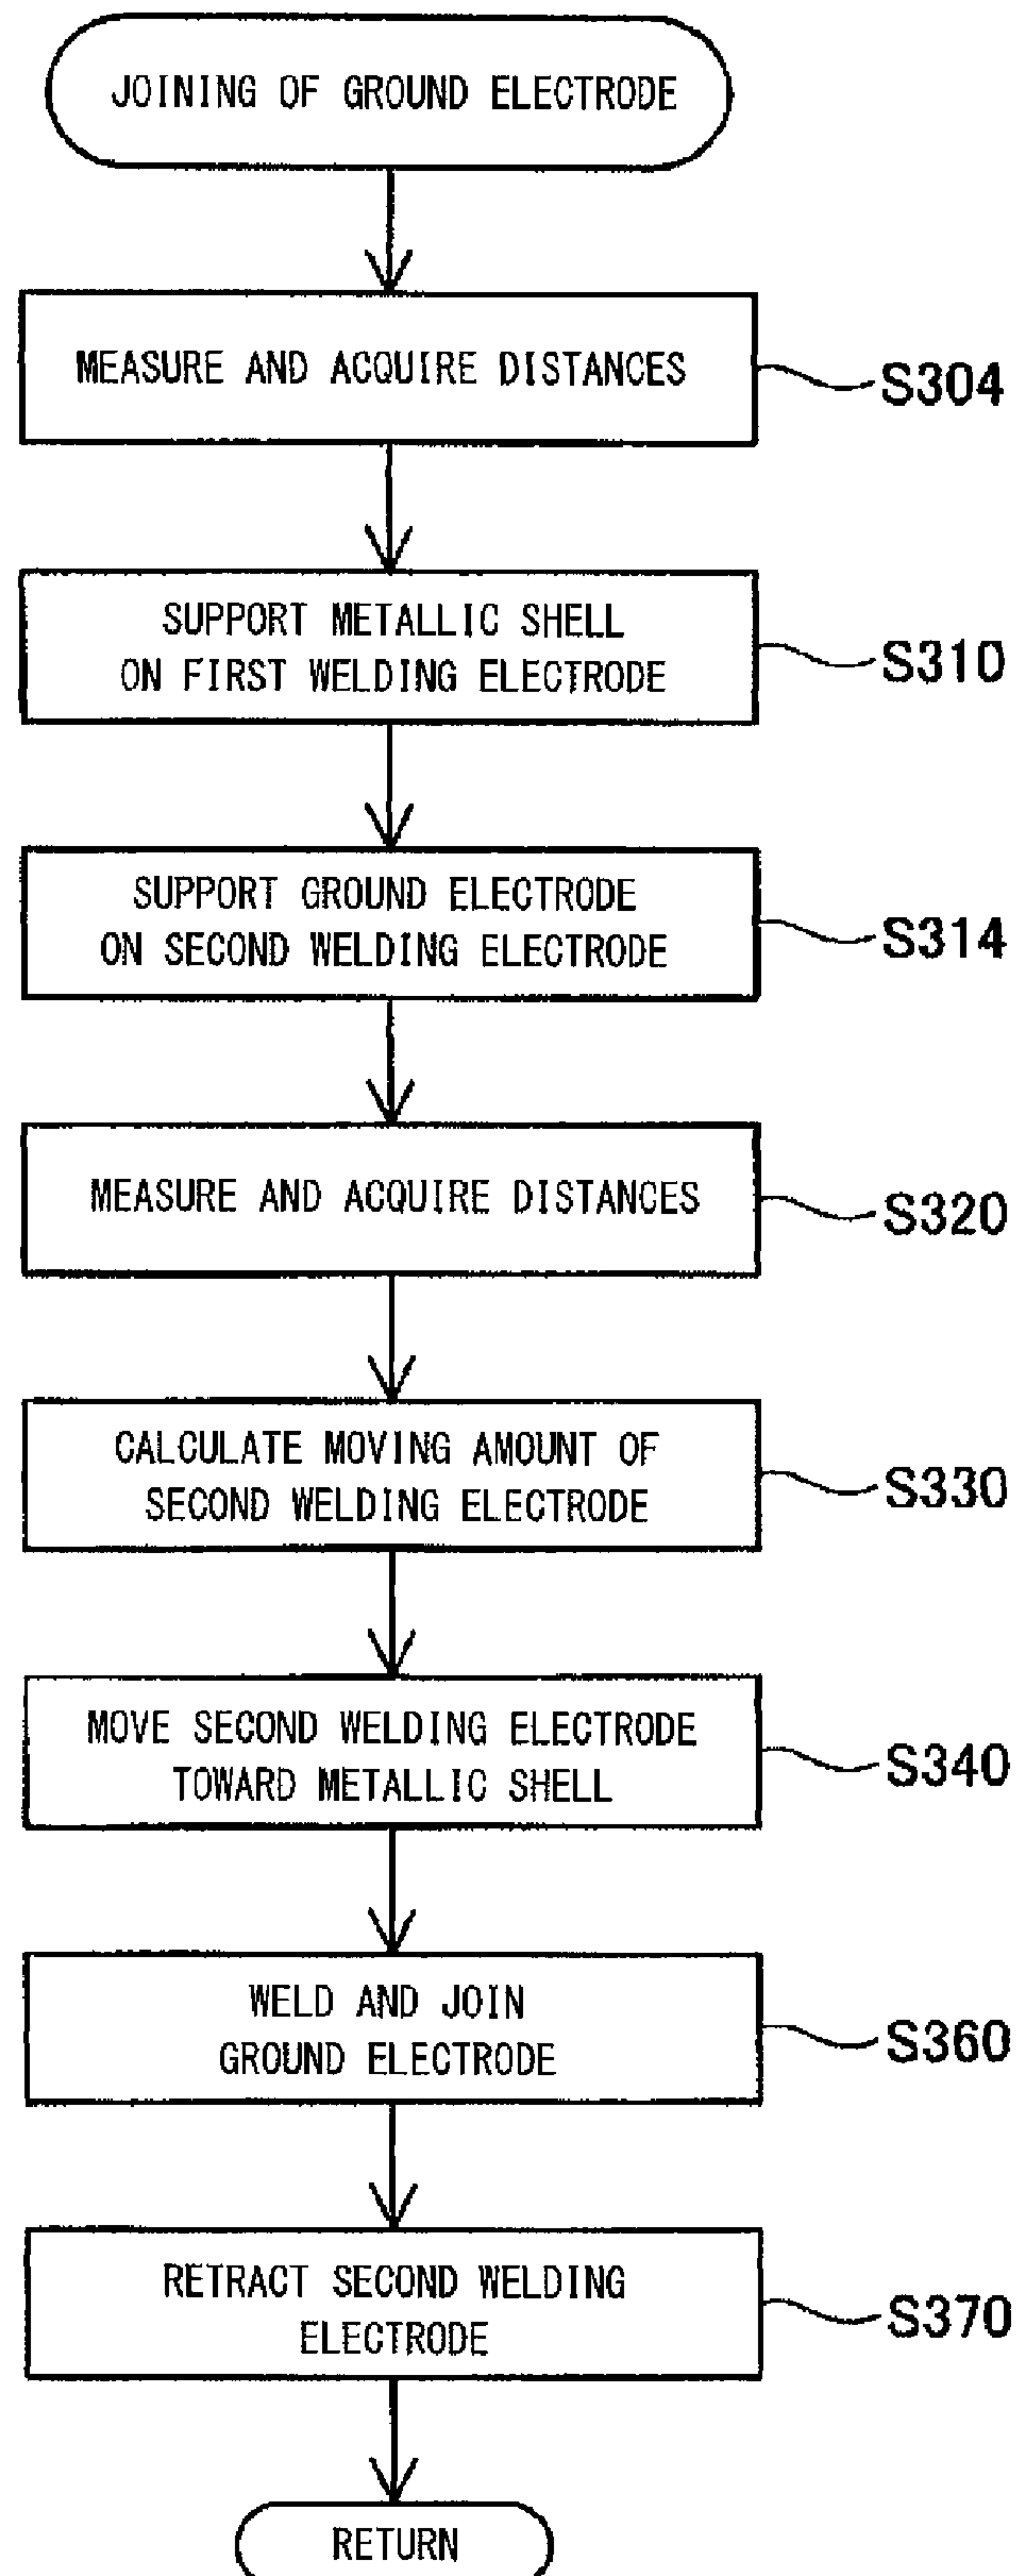 JOINING OF GROUND ELECTRODE
MEASURE AND ACQUIRE DISTANCES
S304
SUPPORT METALLIC SHELL
ON FIRST WELDING ELECTRODE
S310
SUPPORT GROUND ELECTRODE
ON SECOND WELDING ELECTRODE
S314
MEASURE AND ACQUIRE DISTANCES
S320
CALCULATE MOVING AMOUNT OF
SECOND WELDING ELECTRODE
S330
MOVE SECOND WELDING ELECTRODE
TOWARD METALLIC SHELL
S340
WELD AND JOIN
GROUND ELECTRODE
S360
RETRACT SECOND WELDING
ELECTRODE
S370
RETURN